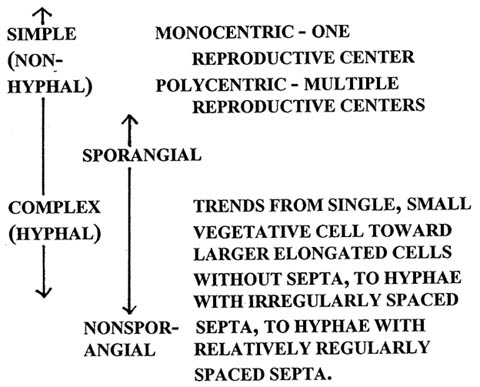 SIMPLE
(NON-
HYPHAL)
MONOCENTRIC - ONE
REPRODUCTIVE CENTER
POLYCENTRIC - MULTIPLE
REPRODUCTIVE CENTERS
SPORANGIAL
COMPLEX
(HYPHAL)
TRENDS FROM SINGLE, SMALL
VEGETATIVE CELL TOWARD
LARGER ELONGATED CELLS
WITHOUT SEPTA, TO HYPHAE
WITH IRREGULARLY SPACED
NONSPOR-
ANGIAL
SEPTA, TO HYPHAE WITH
RELATIVELY REGULARLY
SPACED SEPTA.